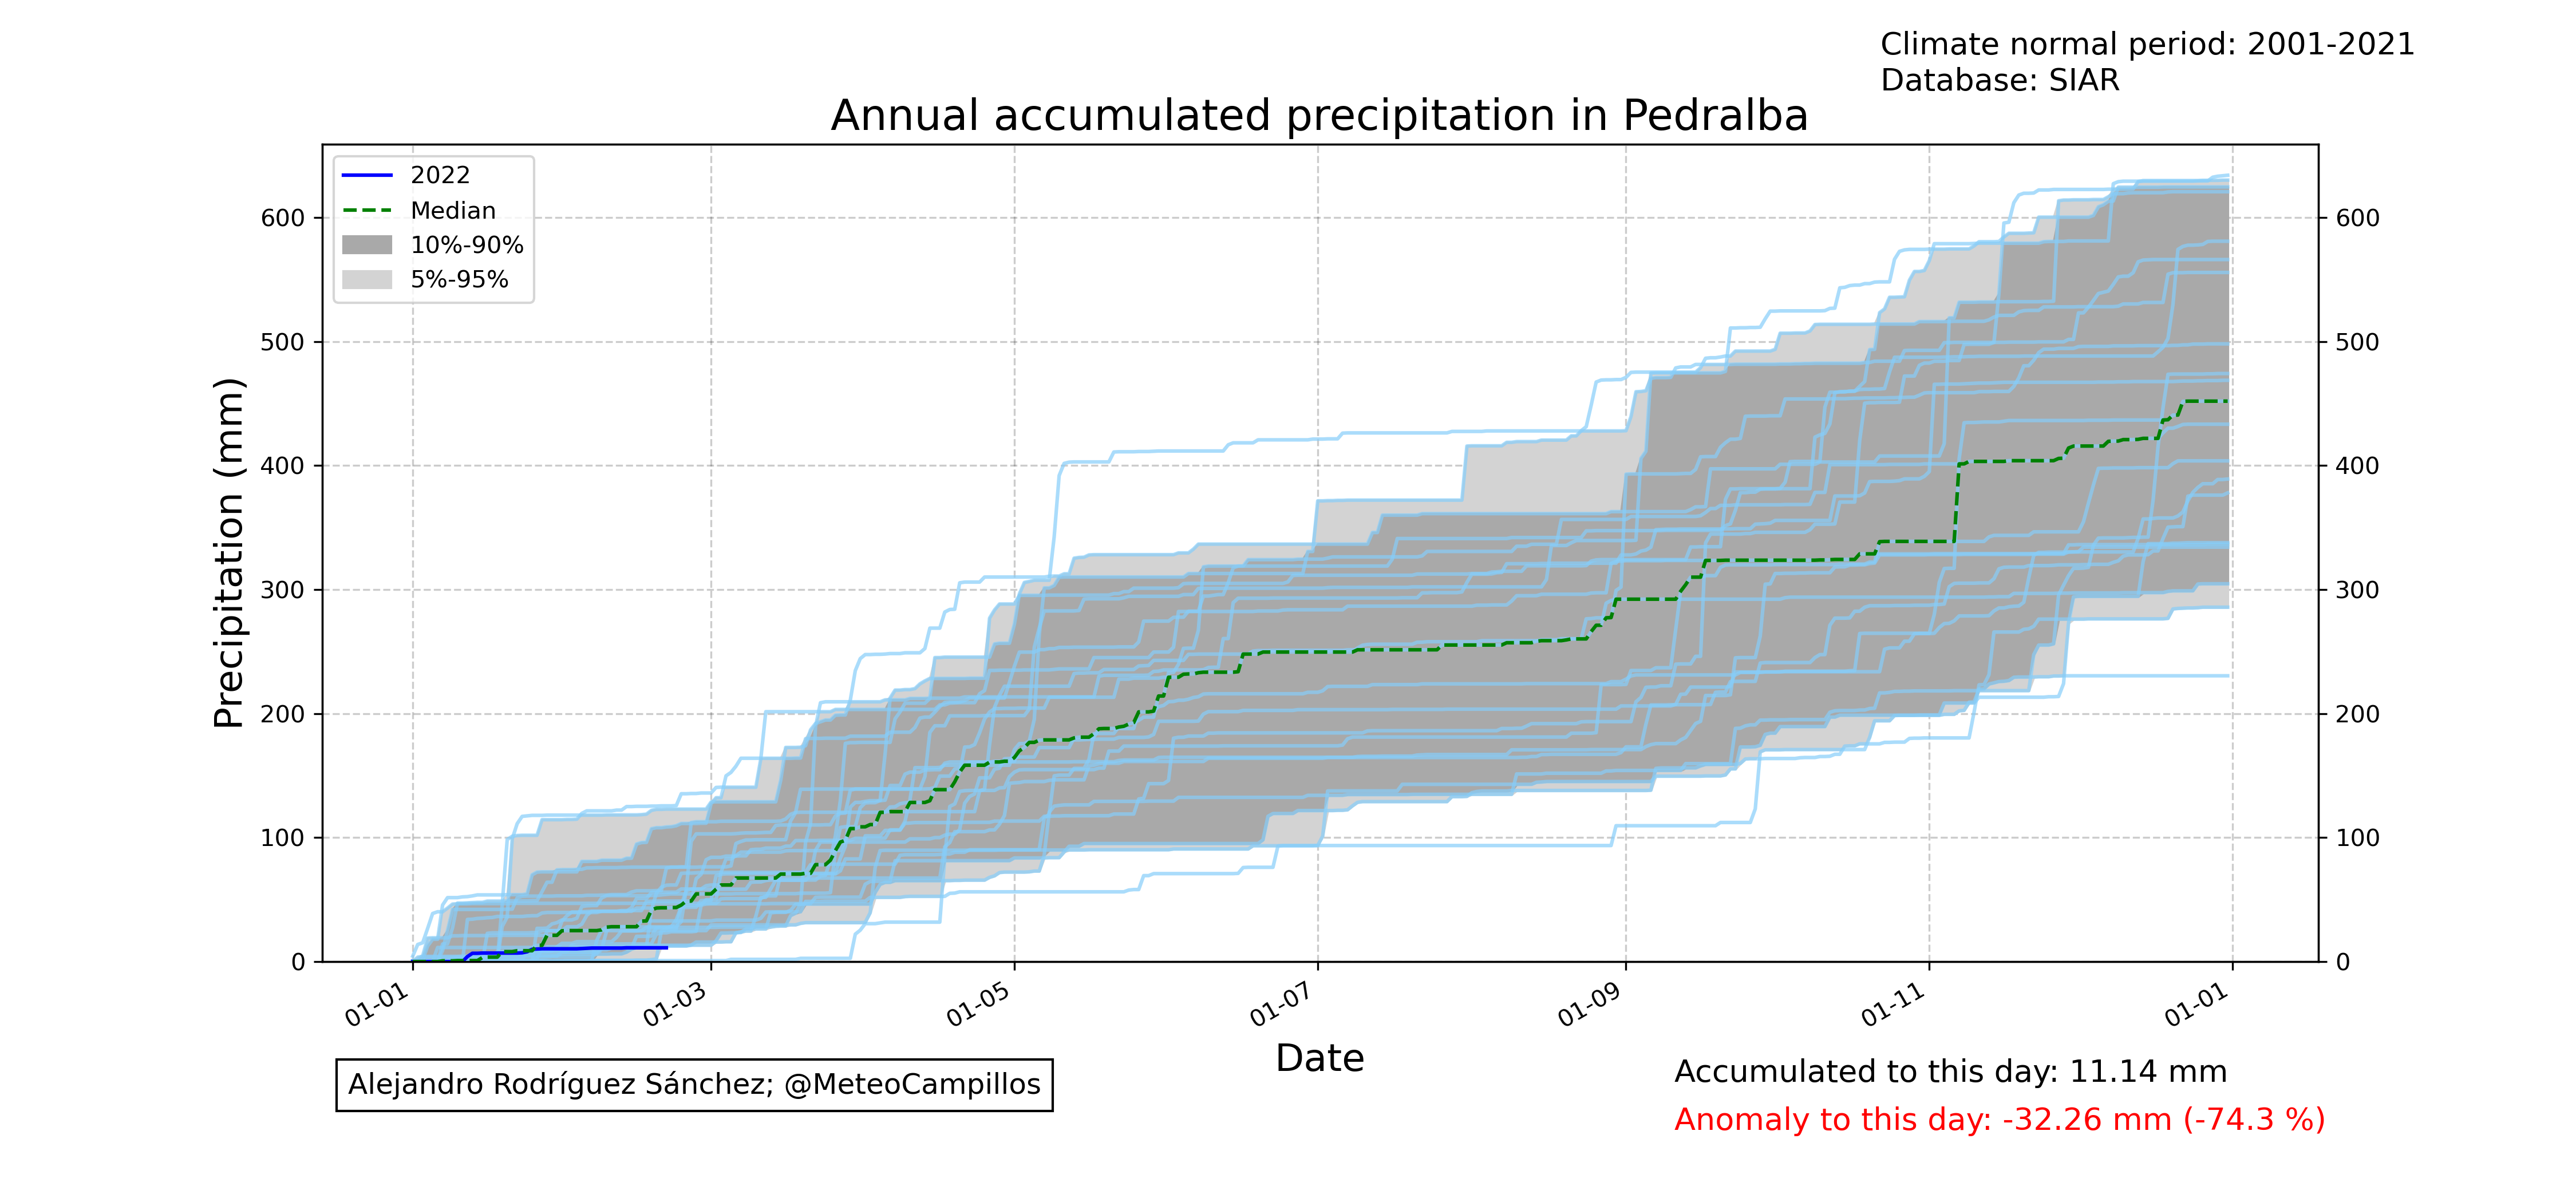 Climate normal period: 2001-2021
Database: SIAR
Annual accumulated precipitation in Pedralba
2022
Median
10%-90%
5%-95%
Precipitation (mm)
600
500
400
300
200
100
0
600
500
400
300
200
100
0
01-01
01-03
01-05
01-07
01-09
01-11
01-01
Date
Alejandro Rodríguez Sánchez; @MeteoCampillos
Accumulated to this day: 11.14 mm
Anomaly to this day: -32.26 mm (-74.3 %)